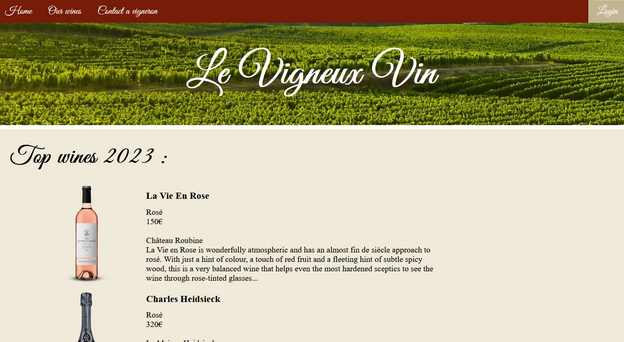 Home Our wines Contact a vigneron Login
Le Vigneux Vin
Top wines 2023 :
La Vie En Rose
Rosé
150€
Château Roubine
La Vie en Rose is wonderfully atmospheric and has an almost fin de siècle approach to
rosé. With just a hint of colour, a touch of red fruit and a fleeting hint of subtle spicy
wood, this is a very balanced wine that helps even the most hardened sceptics to see the
wine through rose-tinted glasses...
Charles Heidsieck
Rosé
320€